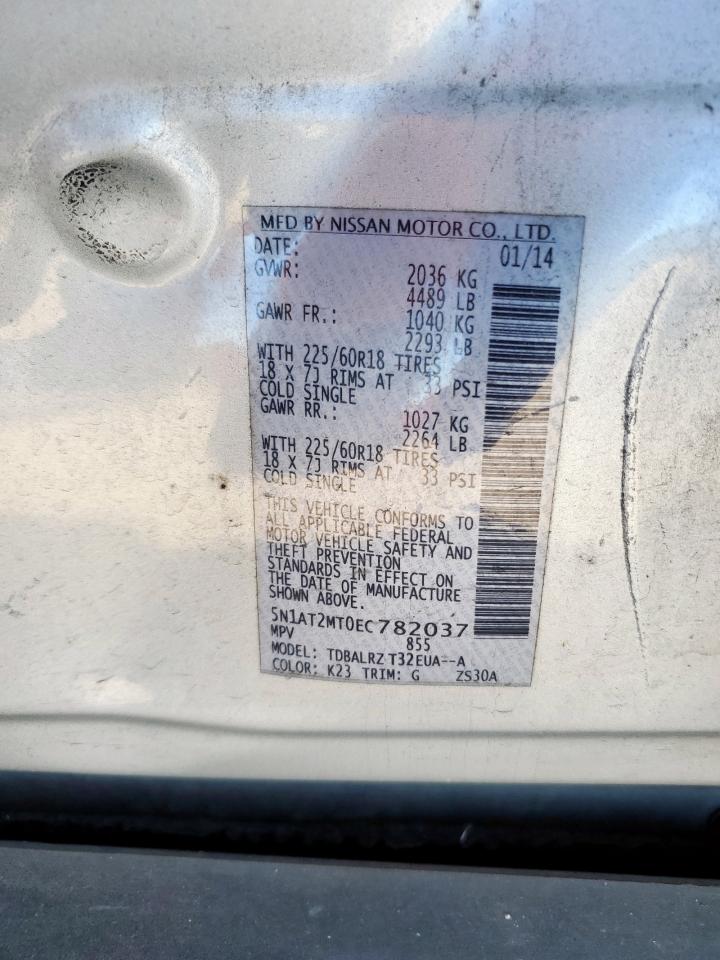 MFD BY NISSAN MOTOR CO., LTD.
DATE: 01/14
GVWR: 2036 KG
4489 LB
GAWR FR.: 1040 KG
2293 LB
WITH 225/60R18 TIRES
18 X 7J RIMS AT 33 PSI
COLD SINGLE
GAWR RR.: 1027 KG
2264 LB
WITH 225/60R18 TIRES
18 X 7J RIMS AT 33 PSI
COLD SINGLE
THIS VEHICLE CONFORMS TO
ALL APPLICABLE FEDERAL
MOTOR VEHICLE SAFETY AND
THEFT PREVENTION
STANDARDS IN EFFECT ON
THE DATE OF MANUFACTURE
SHOWN ABOVE.
5N1AT2MT0EC782037
MPV 855
MODEL: TDBALRZ T32EUA--A
COLOR: K23 TRIM: G ZS30A